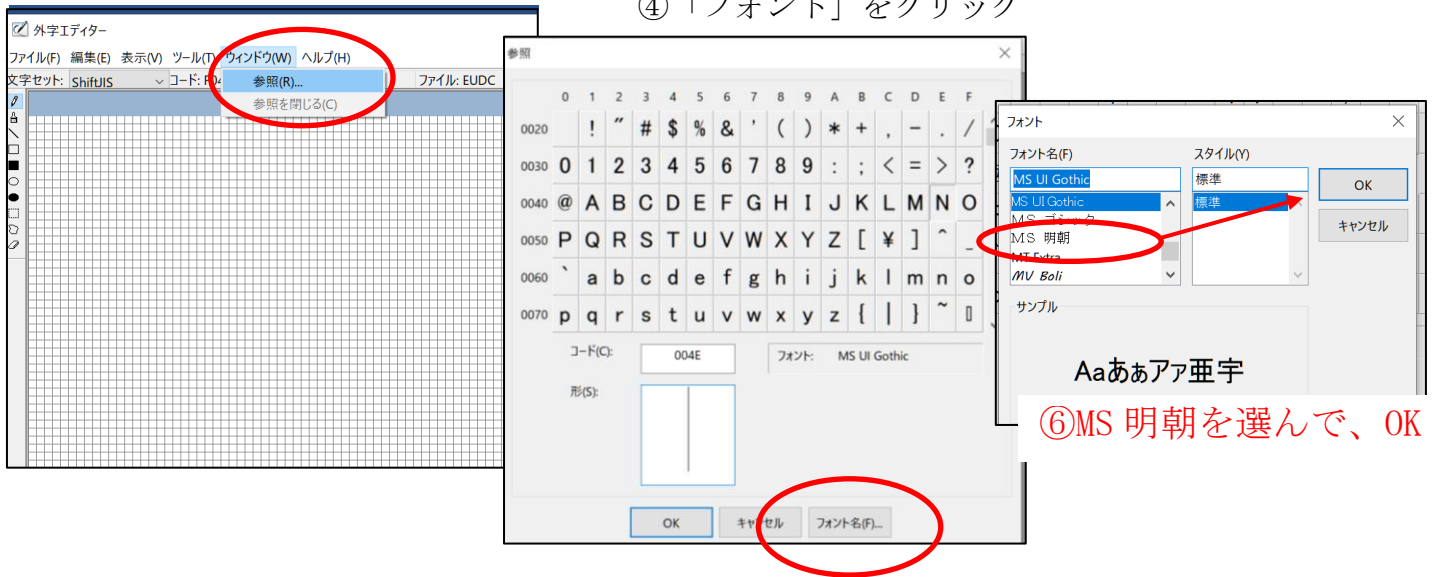 ④「フォント」をクリック
外字エディター
ファイル(F) 編集(E) 表示(V) ツール(T) ウィンドウ(W) ヘルプ(H)
文字セット: ShiftJIS コード: F04 ファイル: EUDC
参照(R)...
参照を閉じる(C)
参照
0 1 2 3 4 5 6 7 8 9 A B C D E F
0020 ! " # $ % & ' ( ) * + , - . /
0030 0 1 2 3 4 5 6 7 8 9 : ; < = > ?
0040 @ A B C D E F G H I J K L M N O
0050 P Q R S T U V W X Y Z [ ¥ ] ^ _
0060 ` a b c d e f g h i j k l m n o
0070 p q r s t u v w x y z { | } ~ ▯
コード(C): 004E フォント: MS UI Gothic
形(S):
OK キャンセル フォント名(F)...
フォント
フォント名(F) スタイル(Y)
MS UI Gothic 標準 OK
MS UI Gothic 標準
ＭＳ ゴシック キャンセル
ＭＳ 明朝
MT Extra
MV Boli
サンプル
Aaあぁアァ亜宇
⑥MS 明朝を選んで、OK